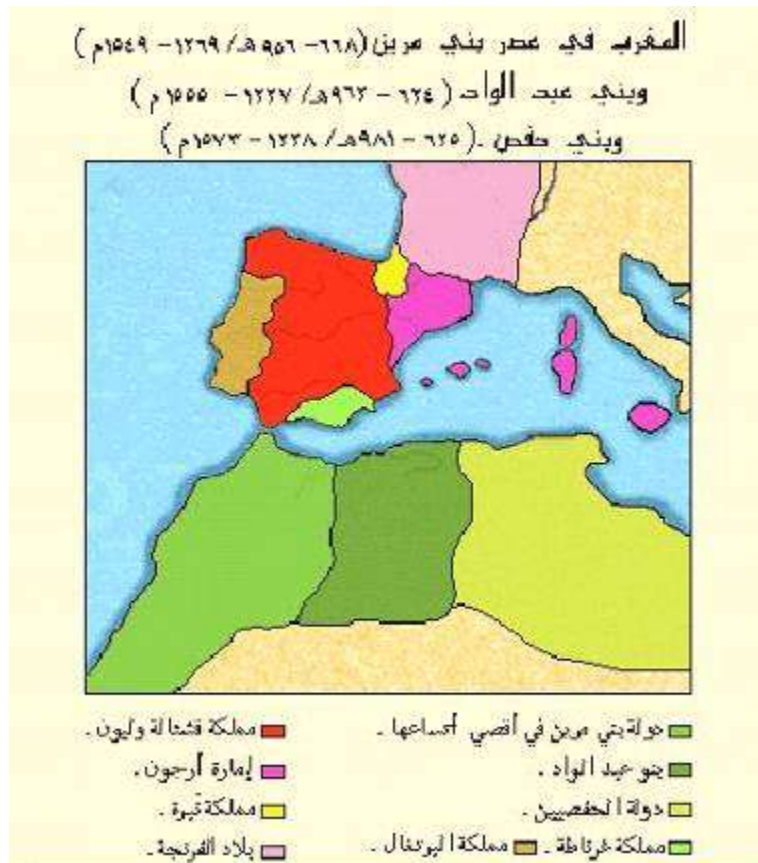 المغرب في عصر بني مرين (٦٦٨- ٩٥٦هـ/ ١٢٦٩- ١٥٤٩م)
وبني عبد الواد (٦٢٤ - ٩٦٢هـ/ ١٢٢٧ - ١٥٥٥م)
وبني حفص. (٦٢٥ - ٩٨١هـ/ ١٢٢٨ - ١٥٧٣م)
دولة بني مرين في أقصي أتساعها. مملكة قشتالة وليون.
بنو عبد الواد. إمارة أرجون.
دولة الحفصيين. مملكة نبرة.
مملكة غرناطة. مملكة البرتغال. بلاد الفرنجة.